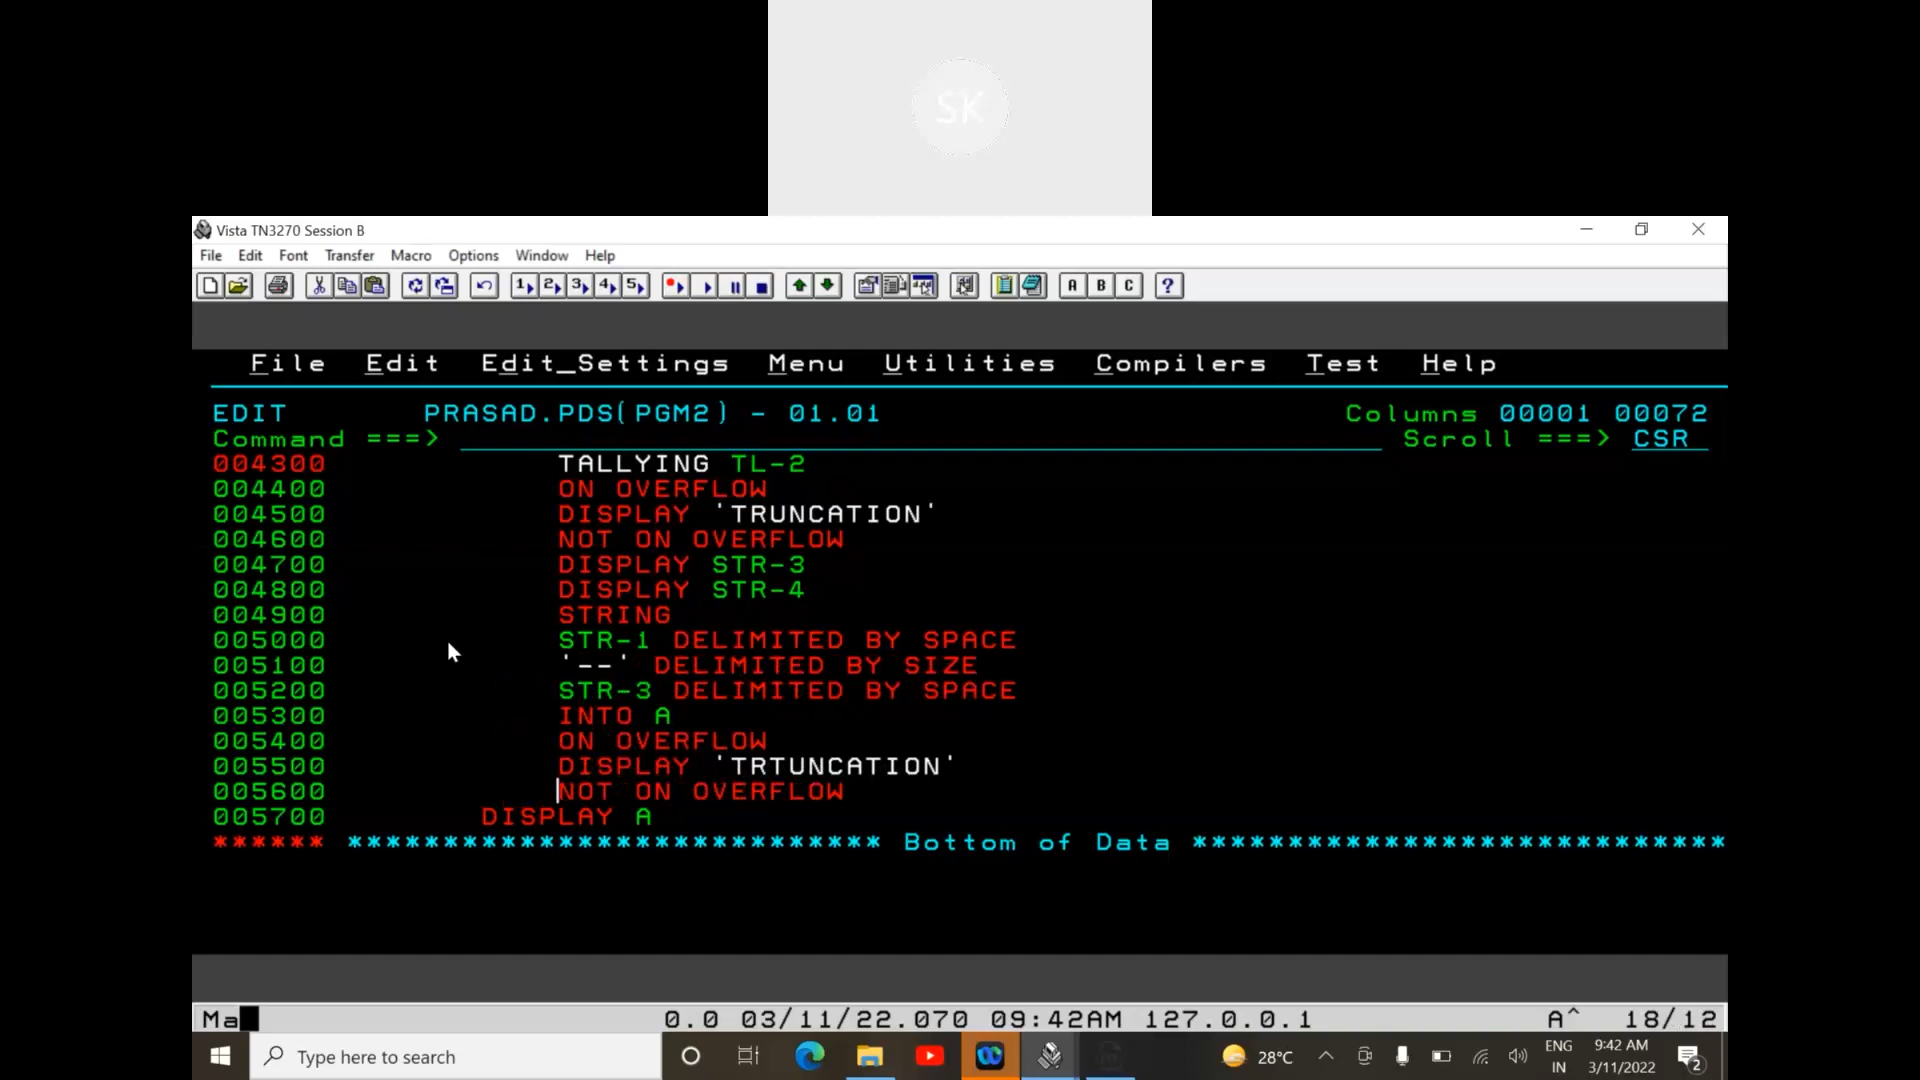 SK
Vista TN3270 Session B
File Edit Font Transfer Macro Options Window Help
1 2 3 4 5 A B C ?
File Edit Edit_Settings Menu Utilities Compilers Test Help
EDIT PRASAD.PDS(PGM2) - 01.01 Columns 00001 00072
Command ===> Scroll ===> CSR
004300 TALLYING TL-2
004400 ON OVERFLOW
004500 DISPLAY 'TRUNCATION'
004600 NOT ON OVERFLOW
004700 DISPLAY STR-3
004800 DISPLAY STR-4
004900 STRING
005000 STR-1 DELIMITED BY SPACE
005100 '--' DELIMITED BY SIZE
005200 STR-3 DELIMITED BY SPACE
005300 INTO A
005400 ON OVERFLOW
005500 DISPLAY 'TRTUNCATION'
005600 NOT ON OVERFLOW
005700 DISPLAY A
****** **************************** Bottom of Data ****************************
Ma 0.0 03/11/22.070 09:42AM 127.0.0.1 A^ 18/12
Type here to search 28°C ENG IN 9:42 AM 3/11/2022 2